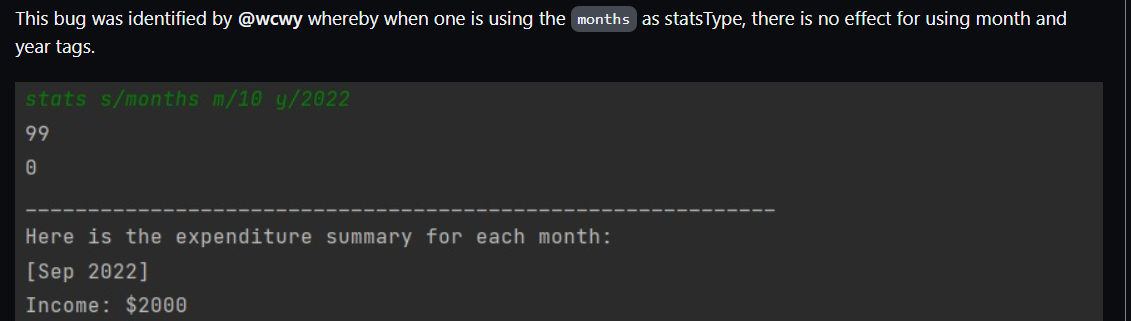 This bug was identified by @wcwy whereby when one is using the months as statsType, there is no effect for using month and
year tags.
stats s/months m/10 y/2022
99
0
____________________________________________________________
Here is the expenditure summary for each month:
[Sep 2022]
Income: $2000